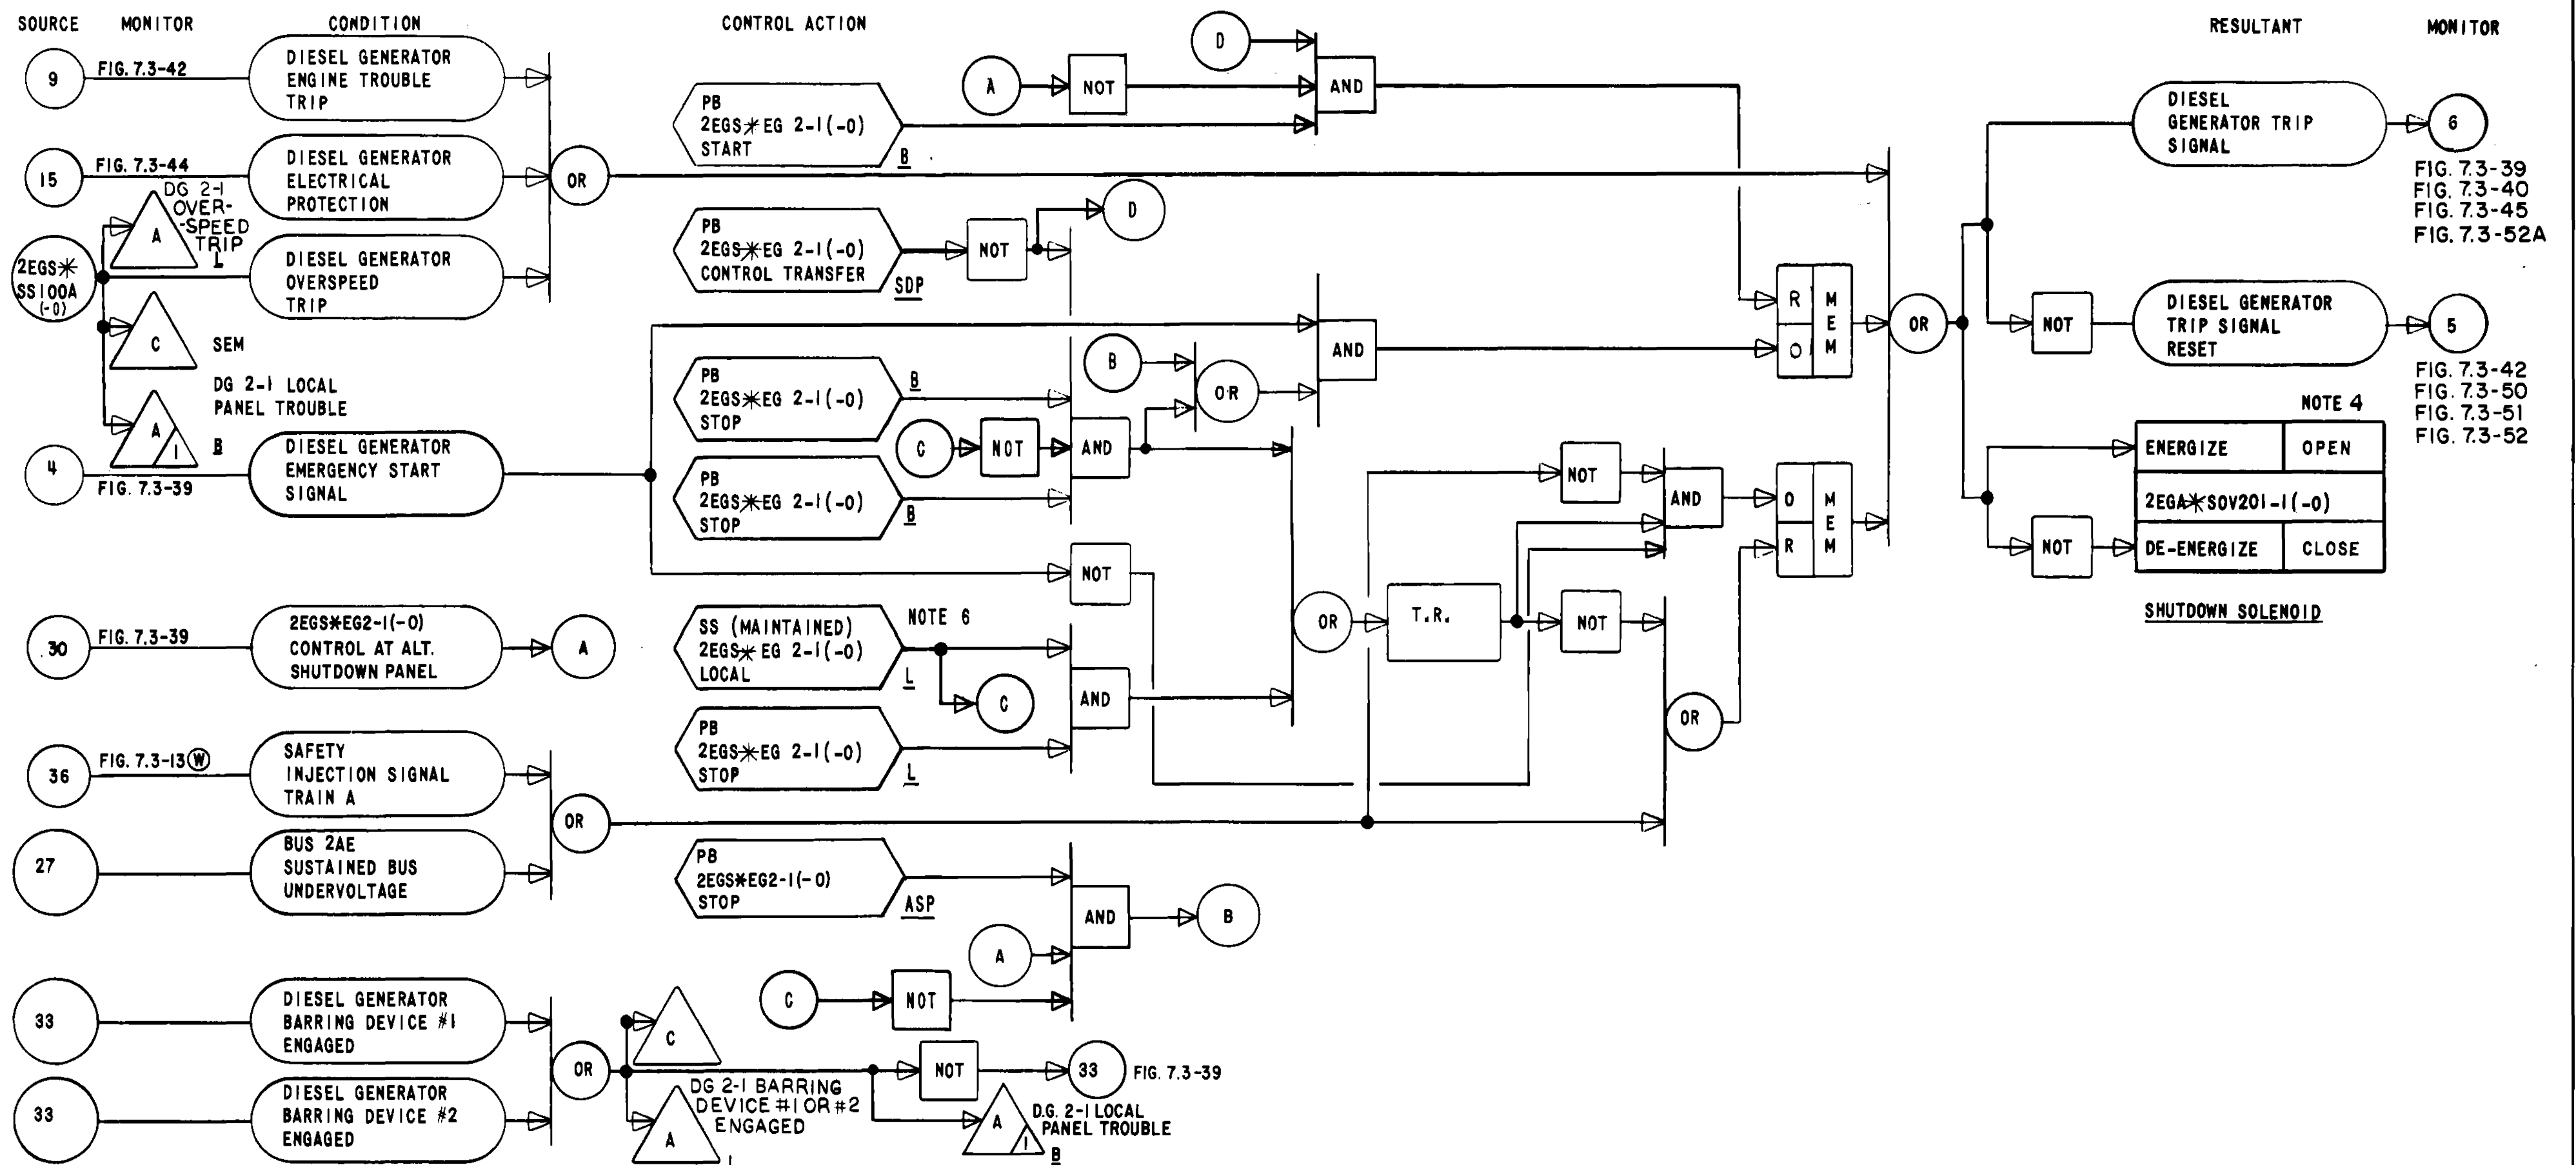 SOURCE MONITOR CONDITION CONTROL ACTION RESULTANT MONITOR
9
FIG. 7.3-42
DIESEL GENERATOR
ENGINE TROUBLE
TRIP
15
FIG. 7.3-44
DIESEL GENERATOR
ELECTRICAL
PROTECTION
2EGS*
SS100A
(-0)
A
DG 2-1
OVER-
-SPEED
TRIP
L
DIESEL GENERATOR
OVERSPEED
TRIP
C
SEM
A
1
DG 2-1 LOCAL
PANEL TROUBLE
B
4
FIG. 7.3-39
DIESEL GENERATOR
EMERGENCY START
SIGNAL
30
FIG. 7.3-39
2EGS*EG2-1(-0)
CONTROL AT ALT.
SHUTDOWN PANEL
A
36
FIG. 7.3-13 W
SAFETY
INJECTION SIGNAL
TRAIN A
27
BUS 2AE
SUSTAINED BUS
UNDERVOLTAGE
33
DIESEL GENERATOR
BARRING DEVICE #1
ENGAGED
33
DIESEL GENERATOR
BARRING DEVICE #2
ENGAGED
OR
OR
OR
PB
2EGS*EG 2-1(-0)
START
B
A
NOT
D
AND
PB
2EGS*EG 2-1(-0)
CONTROL TRANSFER
SDP
NOT
D
PB
2EGS*EG 2-1(-0)
STOP
B
C
NOT
AND
PB
2EGS*EG 2-1(-0)
STOP
B
B
OR
AND
NOT
SS (MAINTAINED)
2EGS*EG 2-1(-0)
LOCAL
NOTE 6
L
C
AND
PB
2EGS*EG 2-1(-0)
STOP
L
PB
2EGS*EG2-1(-0)
STOP
ASP
A
C
NOT
AND
B
C
A
DG 2-1 BARRING
DEVICE #1 OR #2
ENGAGED
NOT
33
FIG. 7.3-39
A
1
D.G. 2-1 LOCAL
PANEL TROUBLE
B
OR
T.R.
NOT
NOT
AND
OR
R
O
MEM
O
R
MEM
OR
DIESEL
GENERATOR TRIP
SIGNAL
6
FIG. 7.3-39
FIG. 7.3-40
FIG. 7.3-45
FIG. 7.3-52A
NOT
DIESEL GENERATOR
TRIP SIGNAL
RESET
5
FIG. 7.3-42
FIG. 7.3-50
FIG. 7.3-51
FIG. 7.3-52
NOTE 4
ENERGIZE OPEN
2EGA*SOV201-1(-0)
NOT
DE-ENERGIZE CLOSE
SHUTDOWN SOLENOID